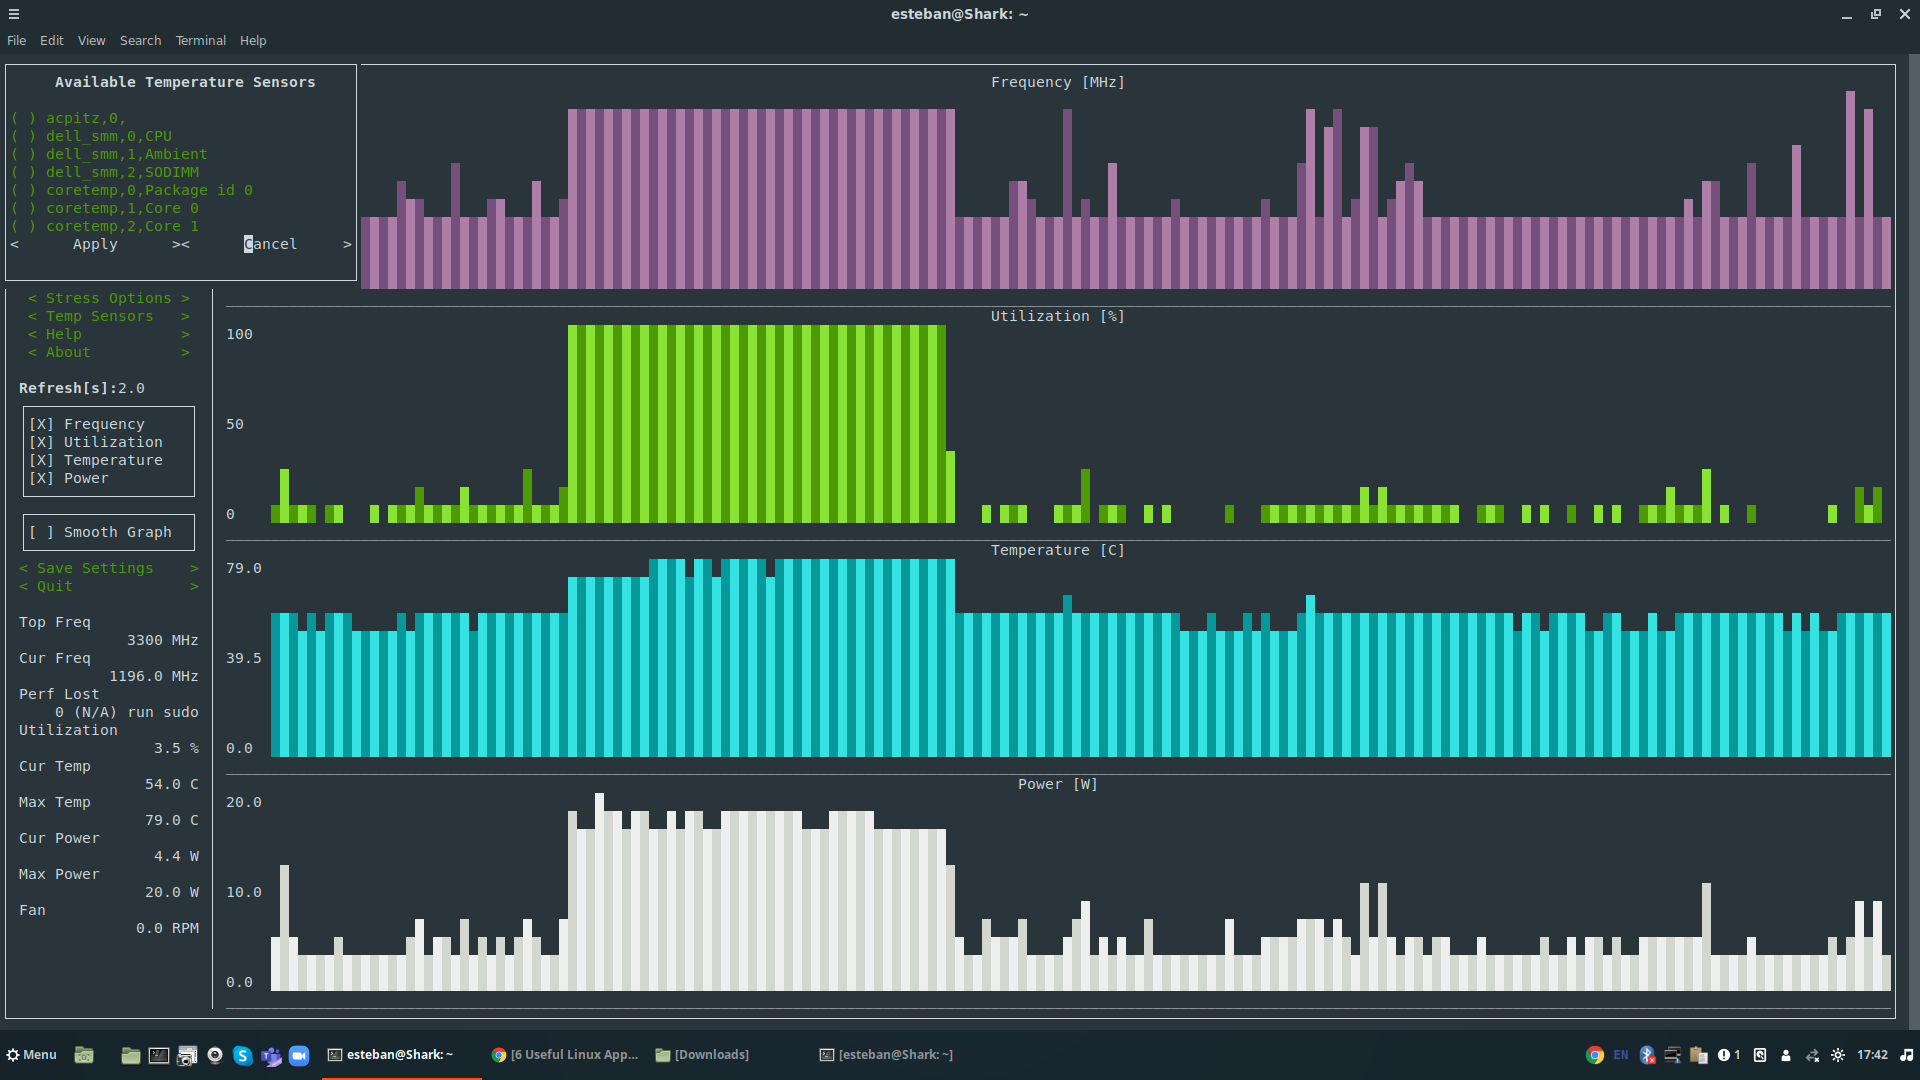 esteban@Shark: ~
File Edit View Search Terminal Help
Available Temperature Sensors
( ) acpitz,0,
( ) dell_smm,0,CPU
( ) dell_smm,1,Ambient
( ) dell_smm,2,SODIMM
( ) coretemp,0,Package id 0
( ) coretemp,1,Core 0
( ) coretemp,2,Core 1
< Apply >< Cancel >
< Stress Options >
< Temp Sensors >
< Help >
< About >
Refresh[s]:2.0
[X] Frequency
[X] Utilization
[X] Temperature
[X] Power
[ ] Smooth Graph
< Save Settings >
< Quit >
Top Freq
3300 MHz
Cur Freq
1196.0 MHz
Perf Lost
0 (N/A) run sudo
Utilization
3.5 %
Cur Temp
54.0 C
Max Temp
79.0 C
Cur Power
4.4 W
Max Power
20.0 W
Fan
0.0 RPM
Frequency [MHz]
Utilization [%]
100
50
0
Temperature [C]
79.0
39.5
0.0
Power [W]
20.0
10.0
0.0
Menu
esteban@Shark: ~
[6 Useful Linux App...
[Downloads]
[esteban@Shark: ~]
EN
1
17:42